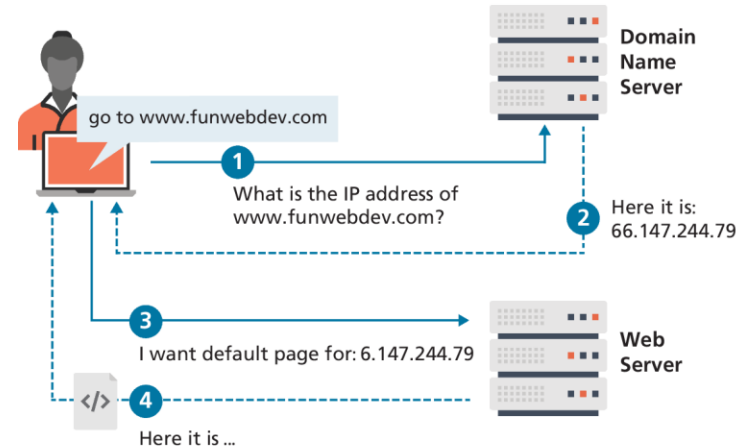 Domain
Name
Server
go to www.funwebdev.com
1
What is the IP address of
www.funwebdev.com?
2
Here it is:
66.147.244.79
3
I want default page for: 6.147.244.79
Web
Server
</>
4
Here it is ...